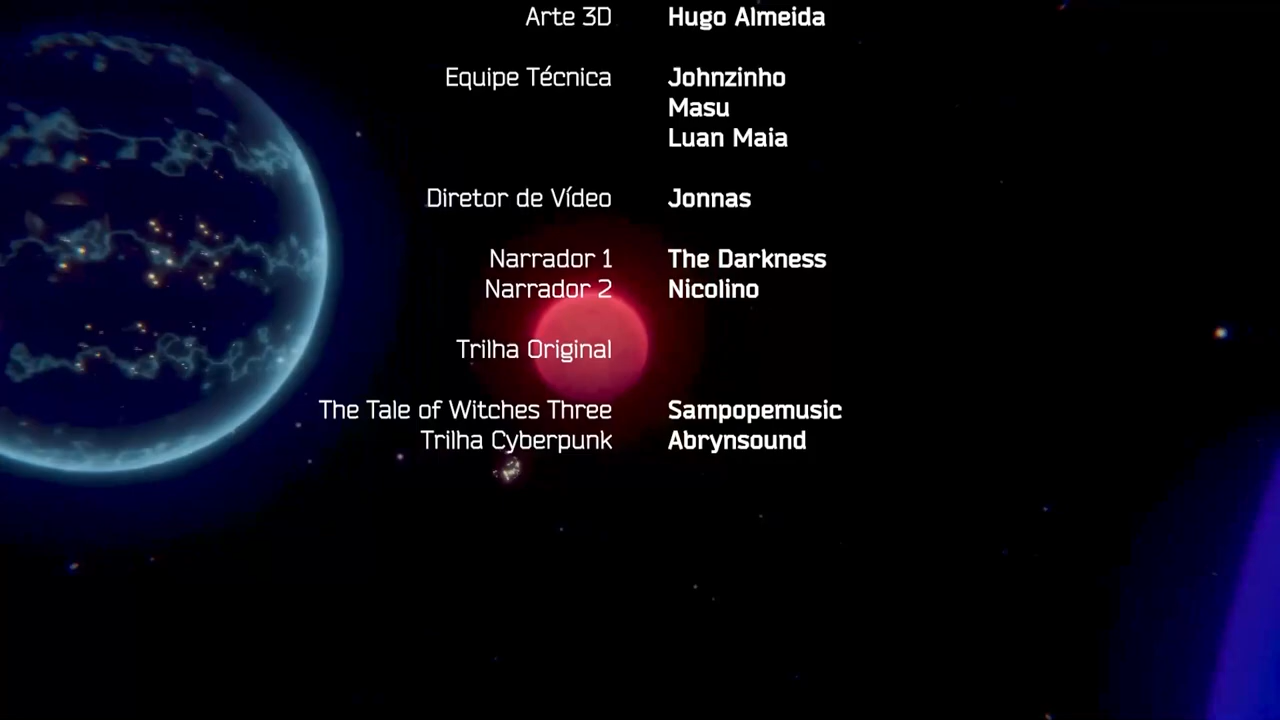 Arte 3D Hugo Almeida
Equipe Técnica Johnzinho
Masu
Luan Maia
Diretor de Vídeo Jonnas
Narrador 1 The Darkness
Narrador 2 Nicolino
Trilha Original
The Tale of Witches Three Sampopemusic
Trilha Cyberpunk Abrynsound